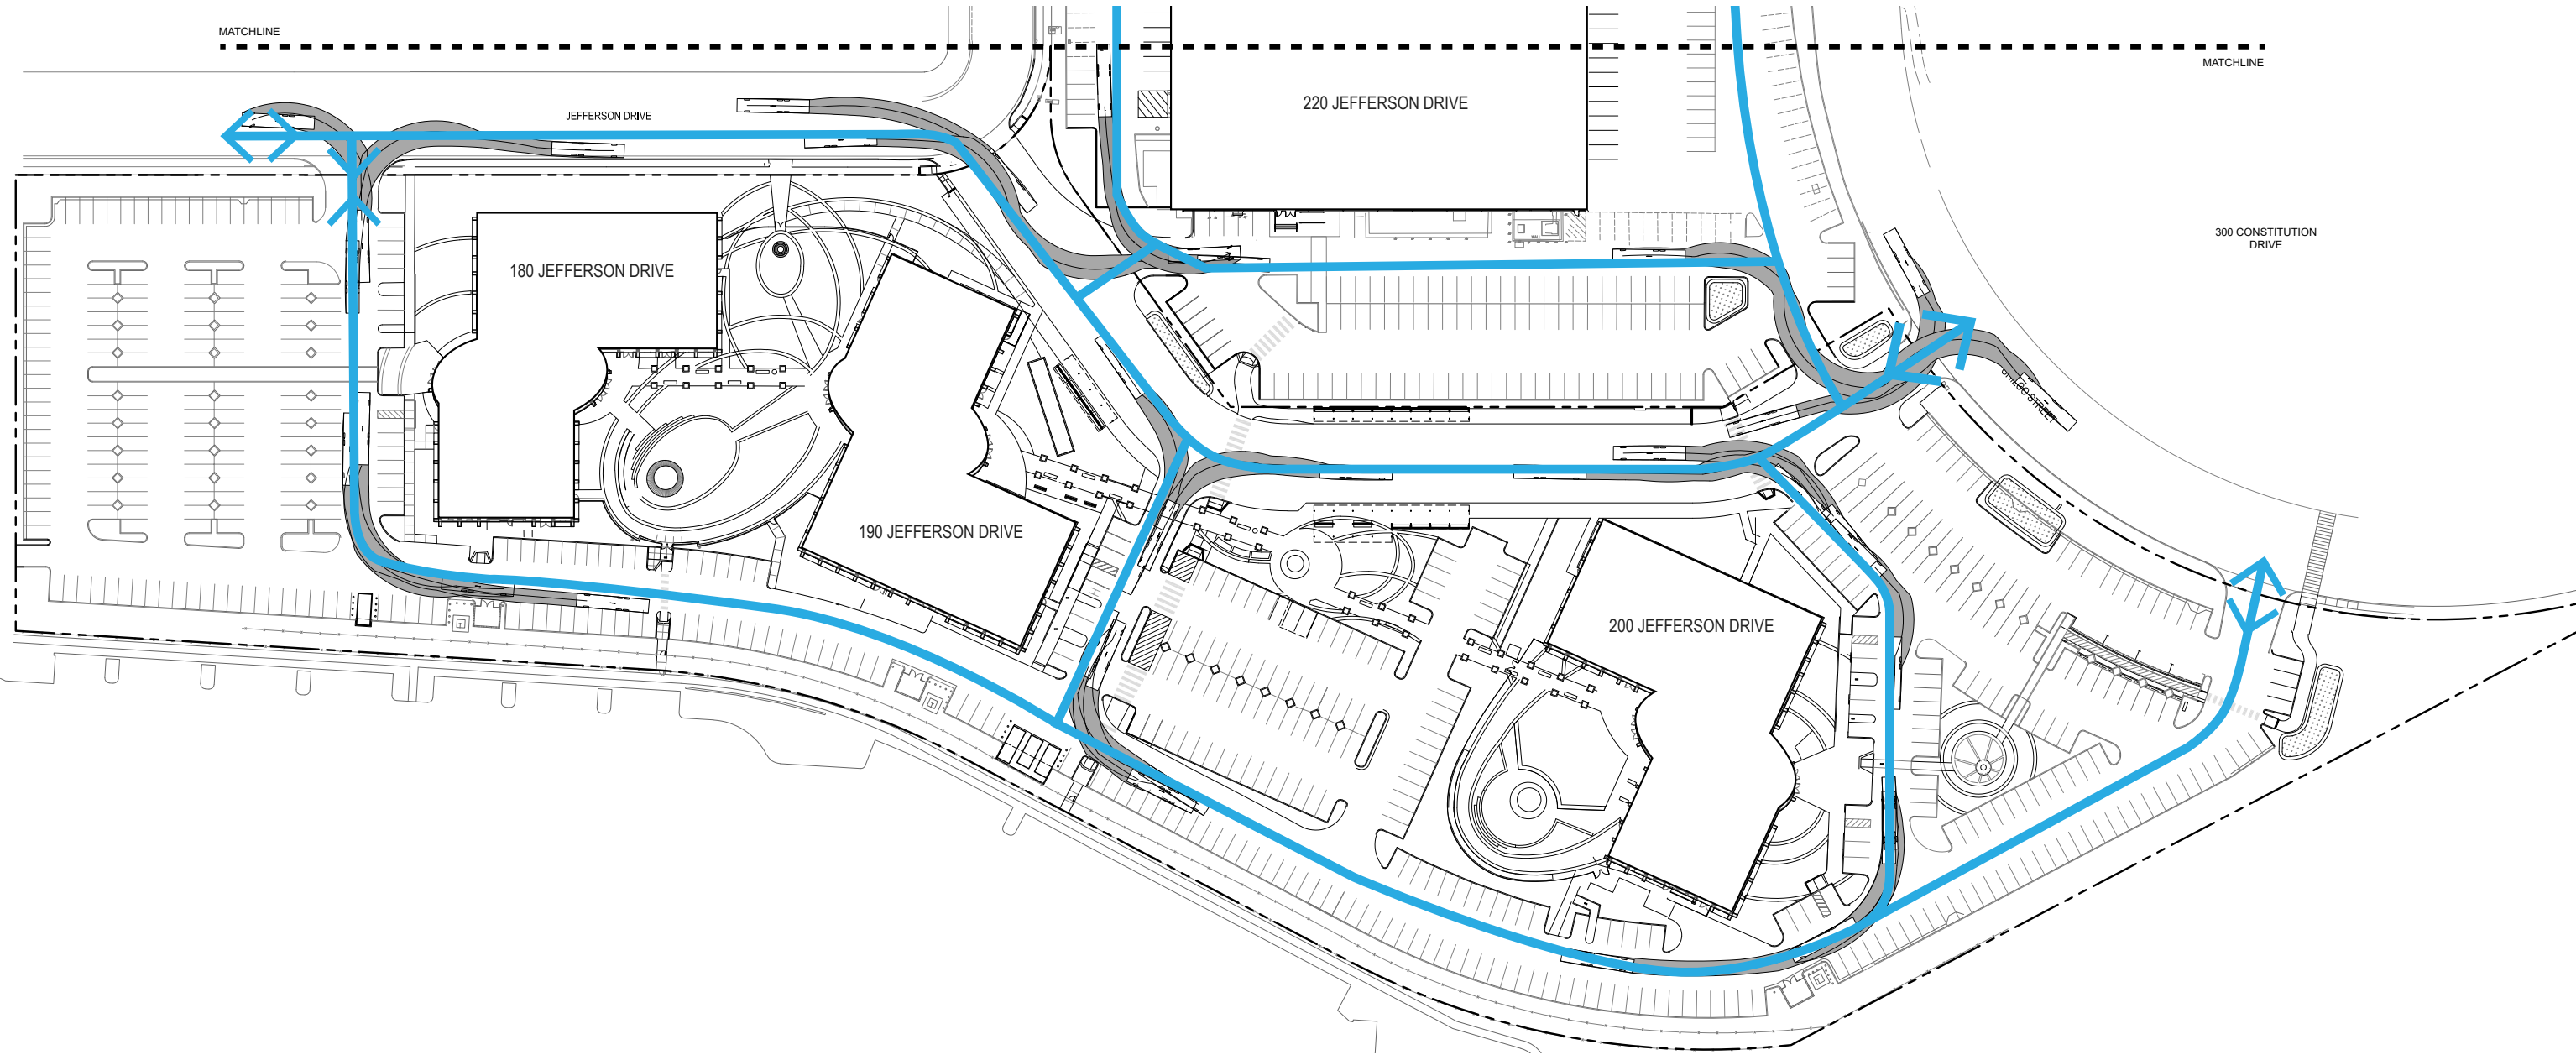 MATCHLINE
MATCHLINE
220 JEFFERSON DRIVE
JEFFERSON DRIVE
300 CONSTITUTION
DRIVE
180 JEFFERSON DRIVE
STREET
190 JEFFERSON DRIVE
200 JEFFERSON DRIVE